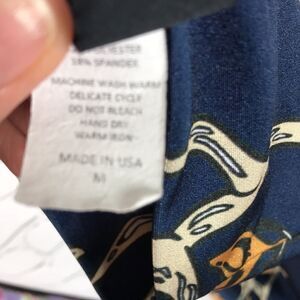 POLYESTER
SPANDEX
MACHINE WASH WARM
DELICATE CYCLE
DO NOT BLEACH
HANG DRY
WARM IRON
MADE IN USA
M